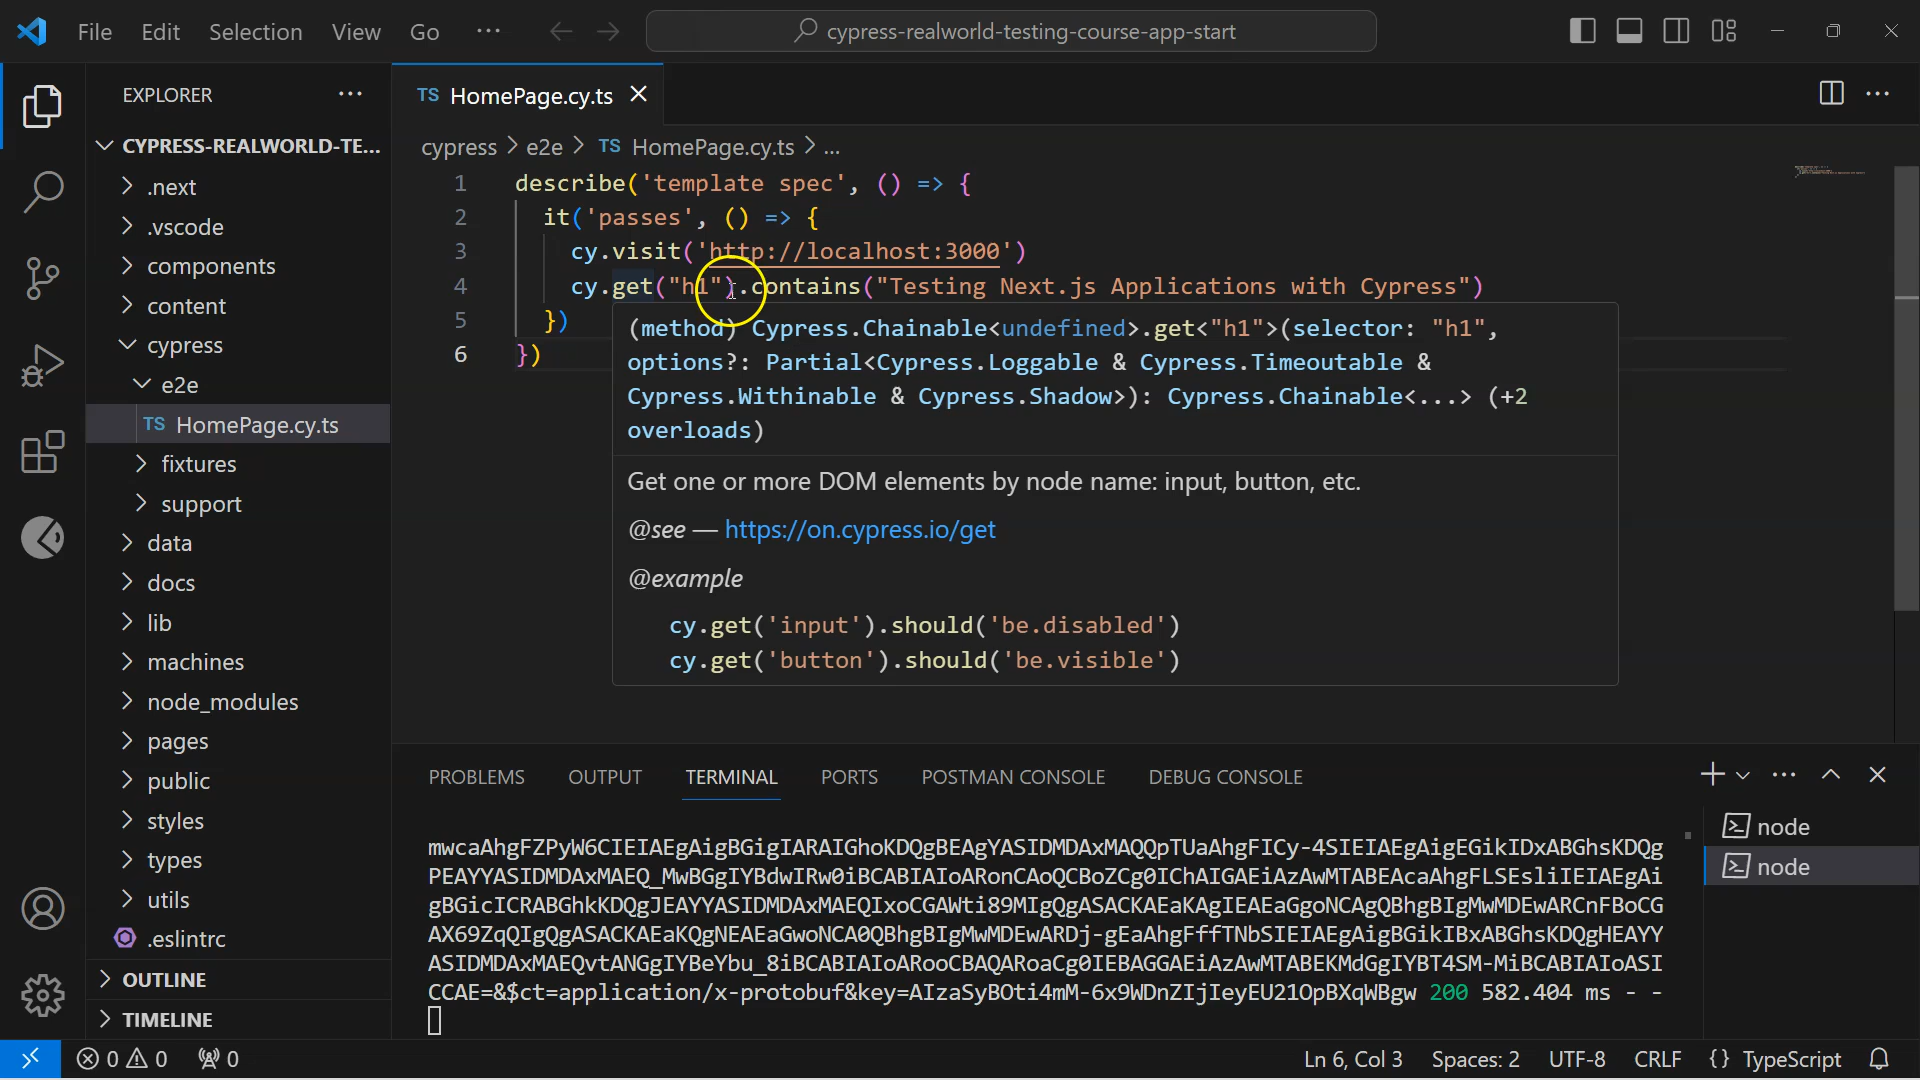 File Edit Selection View Go ··· cypress-realworld-testing-course-app-start
EXPLORER ···
CYPRESS-REALWORLD-TE...
.next
.vscode
components
content
cypress
e2e
TS HomePage.cy.ts
fixtures
support
data
docs
lib
machines
node_modules
pages
public
styles
types
utils
.eslintrc
OUTLINE
TIMELINE
TS HomePage.cy.ts
cypress > e2e > TS HomePage.cy.ts > ...
1 describe('template spec', () => {
2 it('passes', () => {
3 cy.visit('http://localhost:3000')
4 cy.get("h1").contains("Testing Next.js Applications with Cypress")
5 })
6 })
(method) Cypress.Chainable<undefined>.get<"h1">(selector: "h1",
options?: Partial<Cypress.Loggable & Cypress.Timeoutable &
Cypress.Withinable & Cypress.Shadow>): Cypress.Chainable<...> (+2
overloads)
Get one or more DOM elements by node name: input, button, etc.
@see — https://on.cypress.io/get
@example
cy.get('input').should('be.disabled')
cy.get('button').should('be.visible')
PROBLEMS OUTPUT TERMINAL PORTS POSTMAN CONSOLE DEBUG CONSOLE
mwcaAhgFZPyW6CIEIAEgAigBGigIARAIGhoKDQgBEAgYASIDMDAxMAQQpTUaAhgFICy-4SIEIAEgAigEGikIDxABGhsKDQg
PEAYYASIDMDAxMAEQ_MwBGgIYBdwIRw0iBCABIAIoARonCAoQCBoZCg0IChAIGAEiAzAwMTABEAcaAhgFLSEsliIEIAEgAi
gBGicICRABGhkKDQgJEAYYASIDMDAxMAEQIxoCGAWti89MIgQgASACKAEaKAgIEAEaGgoNCAgQBhgBIgMwMDEwARCnFBoCG
AX69ZqQIgQgASACKAEaKQgNEAEaGwoNCA0QBhgBIgMwMDEwARDj-gEaAhgFffTNbSIEIAEgAigBGikIBxABGhsKDQgHEAYY
ASIDMDAxMAEQvtANGgIYBeYbu_8iBCABIAIoARooCBAQARoaCg0IEBAGGAEiAzAwMTABEKMdGgIYBT4SM-MiBCABIAIoASI
CCAE=&$ct=application/x-protobuf&key=AIzaSyBOti4mM-6x9WDnZIjIeyEU21OpBXqWBgw 200 582.404 ms - -
node
node
0 0 0
Ln 6, Col 3 Spaces: 2 UTF-8 CRLF {} TypeScript